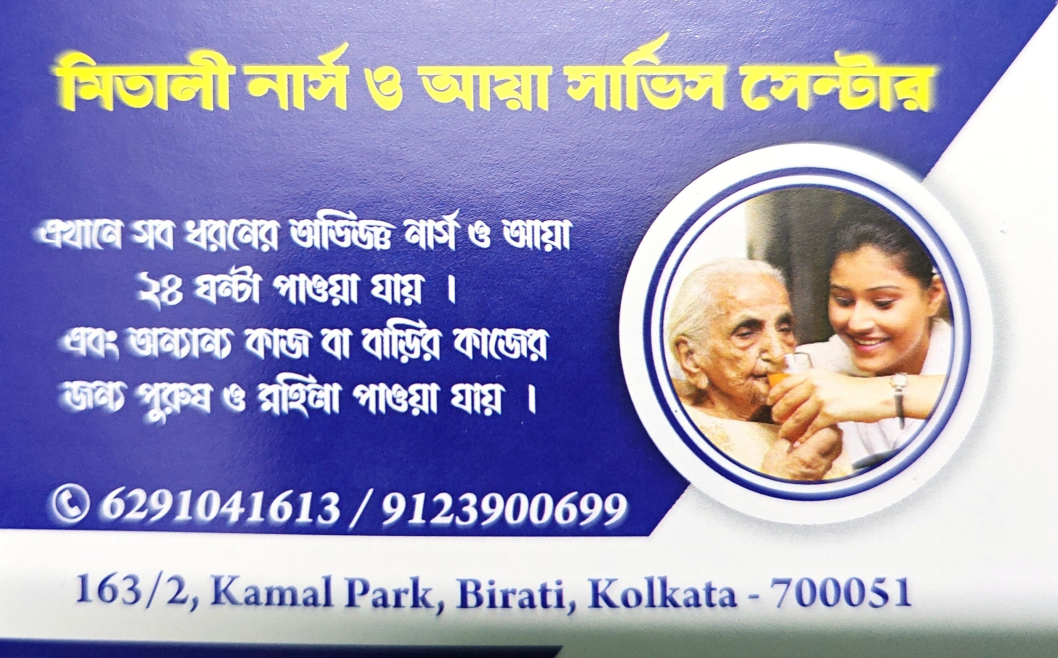 মিতালী নার্স ও আয়া সার্ভিস সেন্টার
এখানে সব ধরনের অভিজ্ঞ নার্স ও আয়া
২৪ ঘন্টা পাওয়া যায় ।
এবং অন্যান্য কাজ বা বাড়ির কাজের
জন্য পুরুষ ও মহিলা পাওয়া যায় ।
6291041613 / 9123900699
163/2, Kamal Park, Birati, Kolkata - 700051